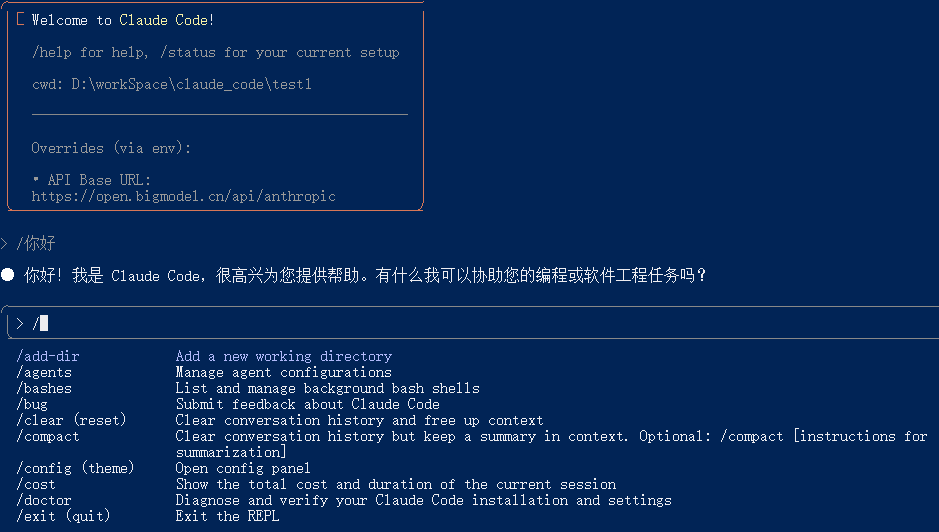 Welcome to Claude Code!
/help for help, /status for your current setup
cwd: D:\workSpace\claude_code\test1
Overrides (via env):
• API Base URL:
https://open.bigmodel.cn/api/anthropic
> /你好
● 你好! 我是 Claude Code, 很高兴为您提供帮助。有什么我可以协助您的编程或软件工程任务吗?
> /
/add-dir Add a new working directory
/agents Manage agent configurations
/bashes List and manage background bash shells
/bug Submit feedback about Claude Code
/clear (reset) Clear conversation history and free up context
/compact Clear conversation history but keep a summary in context. Optional: /compact [instructions for
summarization]
/config (theme) Open config panel
/cost Show the total cost and duration of the current session
/doctor Diagnose and verify your Claude Code installation and settings
/exit (quit) Exit the REPL